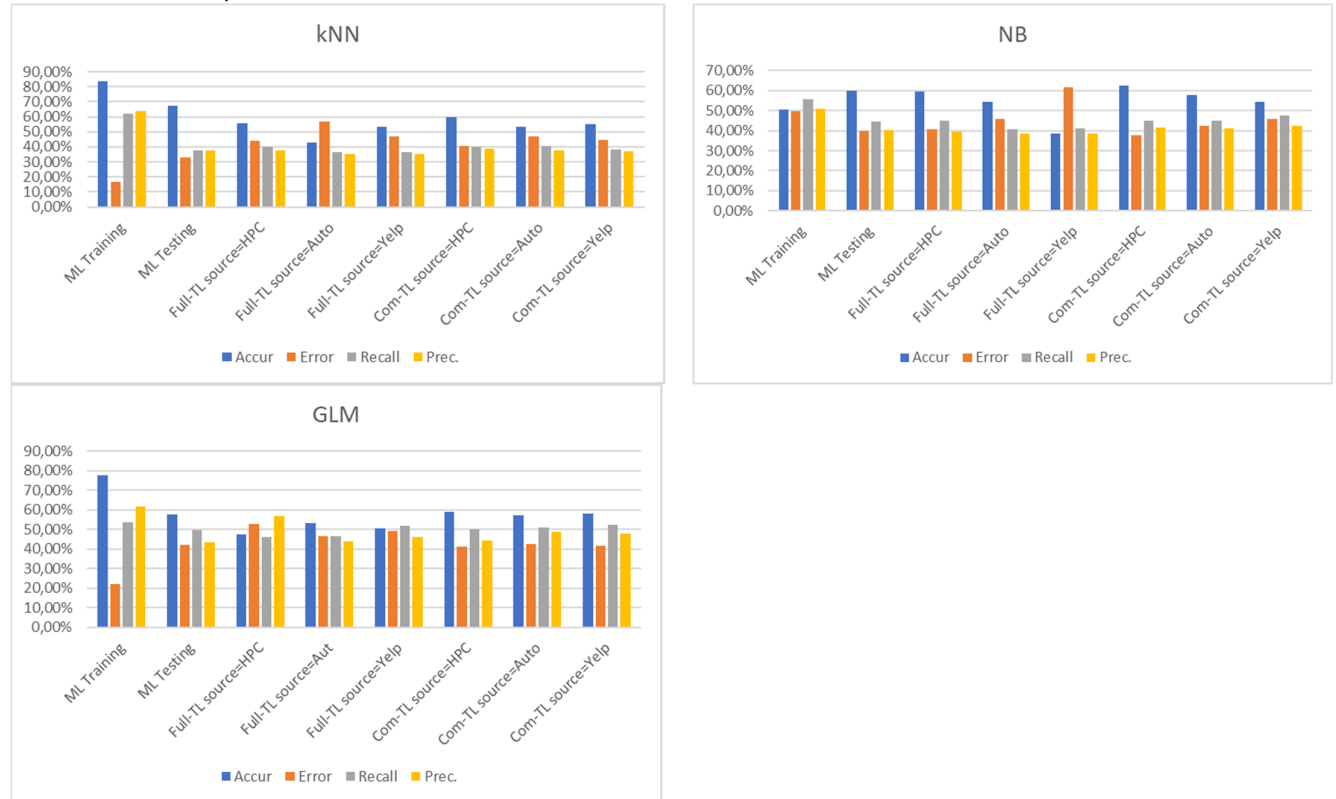 kNN
90,00%
80,00%
70,00%
60,00%
50,00%
40,00%
30,00%
20,00%
10,00%
0,00%
ML Training
ML Testing
Full-TL source=HPC
Full-TL source=Auto
Full-TL source=Yelp
Com-TL source=HPC
Com-TL source=Auto
Com-TL source=Yelp
Accur Error Recall Prec.
NB
70,00%
60,00%
50,00%
40,00%
30,00%
20,00%
10,00%
0,00%
ML Training
ML Testing
Full-TL source=HPC
Full-TL source=Auto
Full-TL source=Yelp
Com-TL source=HPC
Com-TL source=Auto
Com-TL source=Yelp
Accur Error Recall Prec.
GLM
90,00%
80,00%
70,00%
60,00%
50,00%
40,00%
30,00%
20,00%
10,00%
0,00%
ML Training
ML Testing
Full-TL source=HPC
Full-TL source=Aut
Full-TL source=Yelp
Com-TL source=HPC
Com-TL source=Auto
Com-TL source=Yelp
Accur Error Recall Prec.